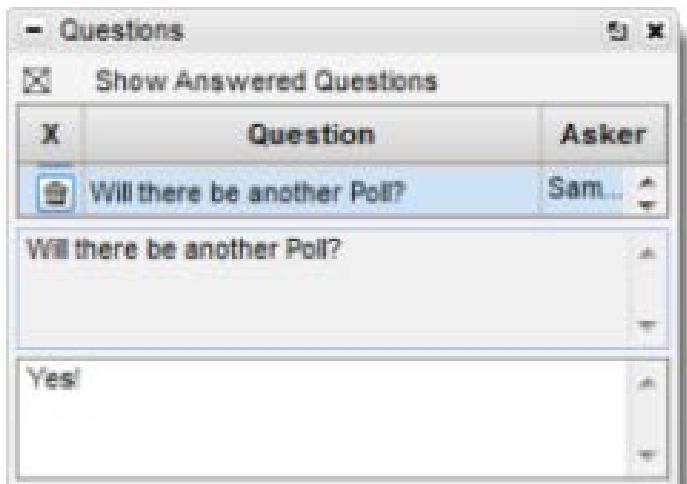 Questions
Show Answered Questions
X Question Asker
Will there be another Poll? Sam...
Will there be another Poll?
Yes!